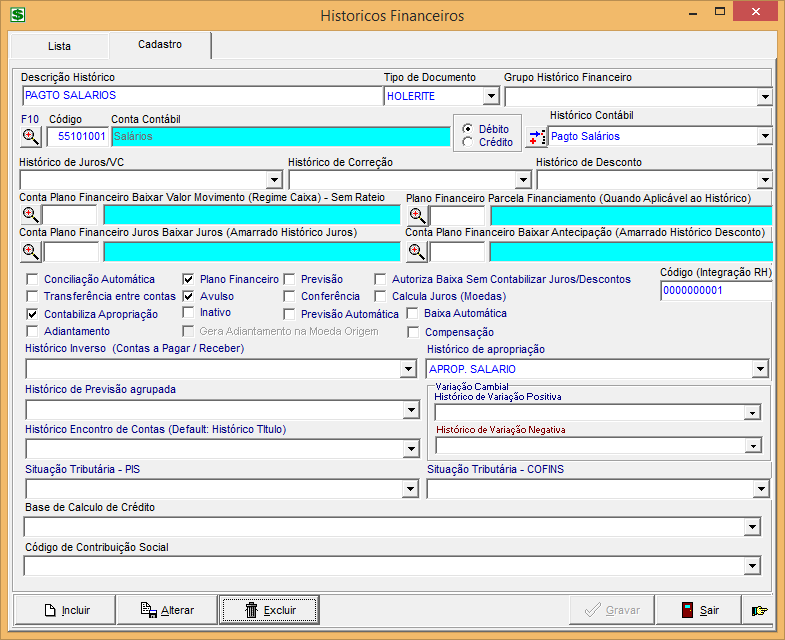 Historicos Financeiros
Lista Cadastro
Descrição Histórico Tipo de Documento Grupo Histórico Financeiro
PAGTO SALARIOS HOLERITE
F10 Código Conta Contábil Débito Crédito Histórico Contábil
55101001 Salários Pagto Salários
Histórico de Juros/VC Histórico de Correção Histórico de Desconto
Conta Plano Financeiro Baixar Valor Movimento (Regime Caixa) - Sem Rateio Plano Financeiro Parcela Financiamento (Quando Aplicável ao Histórico)
Conta Plano Financeiro Juros Baixar Juros (Amarrado Histórico Juros) Conta Plano Financeiro Baixar Antecipação (Amarrado Histórico Desconto)
Conciliação Automática Plano Financeiro Previsão Autoriza Baixa Sem Contabilizar Juros/Descontos Código (Integração RH)
Transferência entre contas Avulso Conferência Calcula Juros (Moedas) 0000000001
Contabiliza Apropriação Inativo Previsão Automática Baixa Automática
Adiantamento Gera Adiantamento na Moeda Origem Compensação
Histórico Inverso (Contas a Pagar / Receber) Histórico de apropriação
APROP. SALARIO
Histórico de Previsão agrupada Variação Cambial
Histórico de Variação Positiva
Histórico Encontro de Contas (Default: Histórico Título) Histórico de Variação Negativa
Situação Tributária - PIS Situação Tributária - COFINS
Base de Calculo de Crédito
Código de Contribuição Social
Incluir Alterar Excluir Gravar Sair